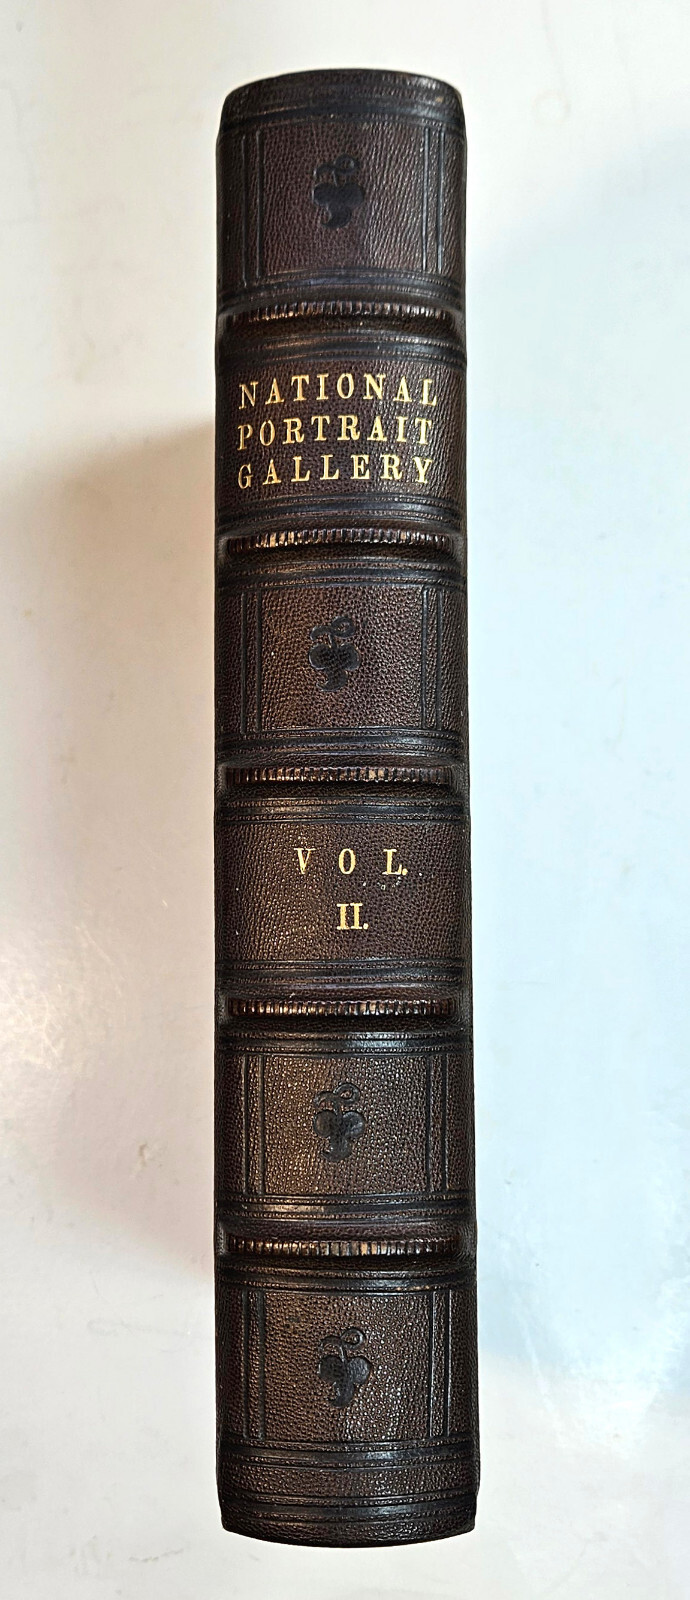 NATIONAL
PORTRAIT
GALLERY
VOL.
II.